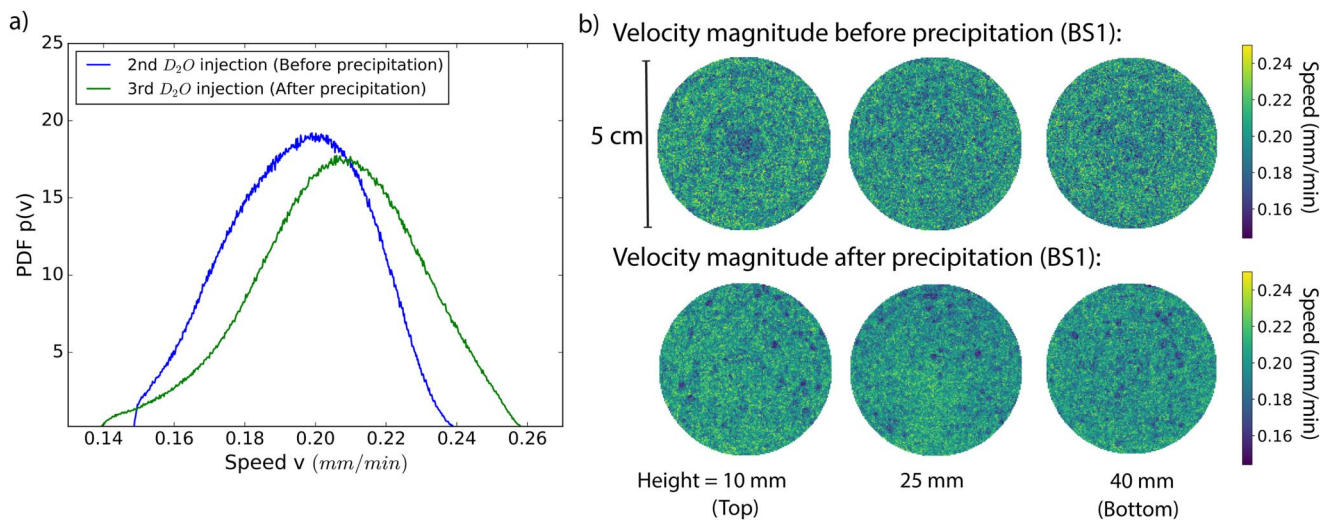 a)
25
20
15
10
5
PDF p(v)
2nd D₂O injection (Before precipitation)
3rd D₂O injection (After precipitation)
0.14 0.16 0.18 0.20 0.22 0.24 0.26
Speed v (mm/min)
b)
Velocity magnitude before precipitation (BS1):
5 cm
0.24
0.22
0.20
0.16
Speed (mm/min)
Velocity magnitude after precipitation (BS1):
0.24
0.22
0.20
0.16
Speed (mm/min)
Height = 10 mm 25 mm 40 mm
(Top) (Bottom)